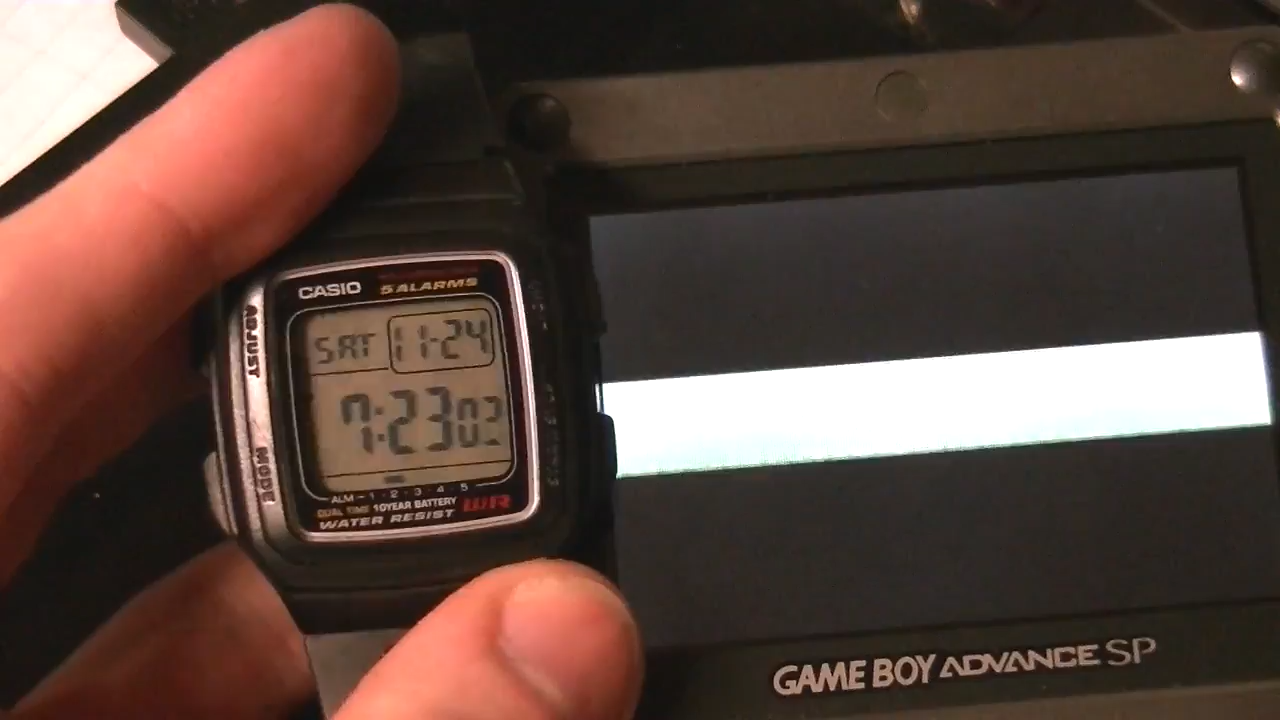 CASIO
5 ALARMS
ADJUST
SAT 11-24
7:23 02
MODE
ALM 1 2 3 4 5
DUAL TIME 10YEAR BATTERY WR
WATER RESIST
GAME BOY ADVANCE SP